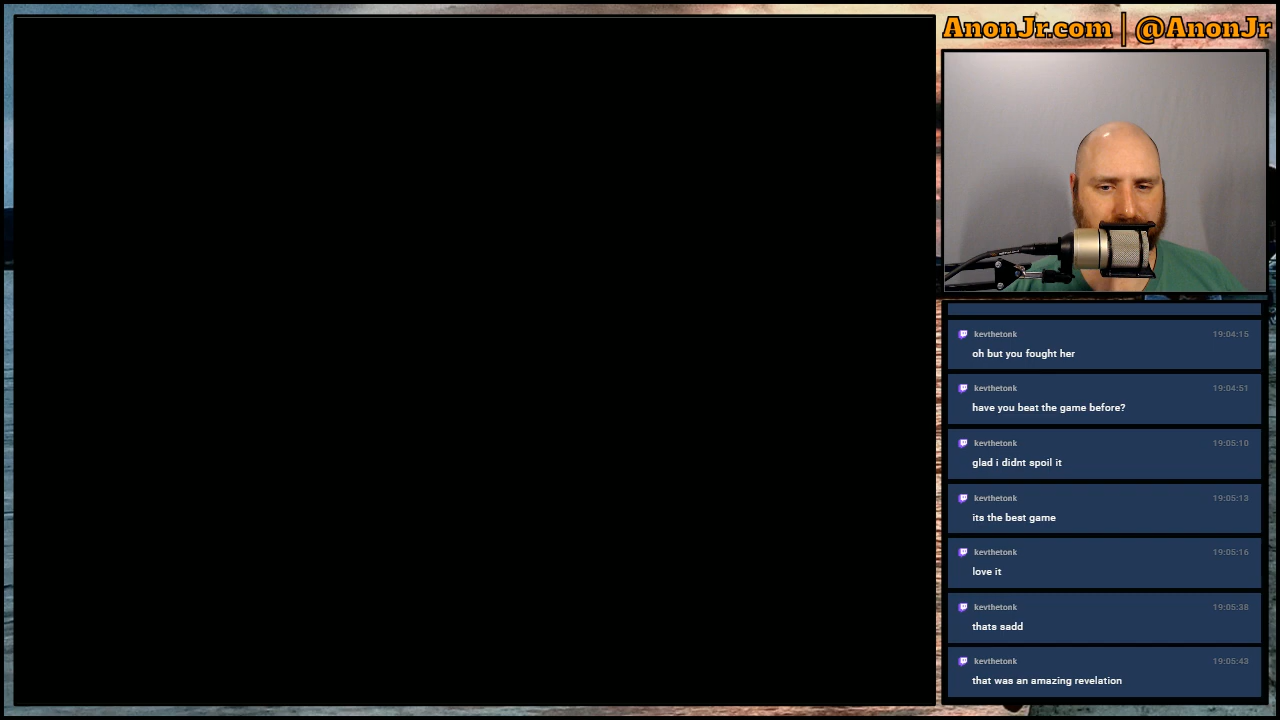 AnonJr.com | @AnonJr
kevthetonk 19:04:15
oh but you fought her
kevthetonk 19:04:51
have you beat the game before?
kevthetonk 19:05:10
glad i didnt spoil it
kevthetonk 19:05:13
its the best game
kevthetonk 19:05:16
love it
kevthetonk 19:05:38
thats sadd
kevthetonk 19:05:43
that was an amazing revelation